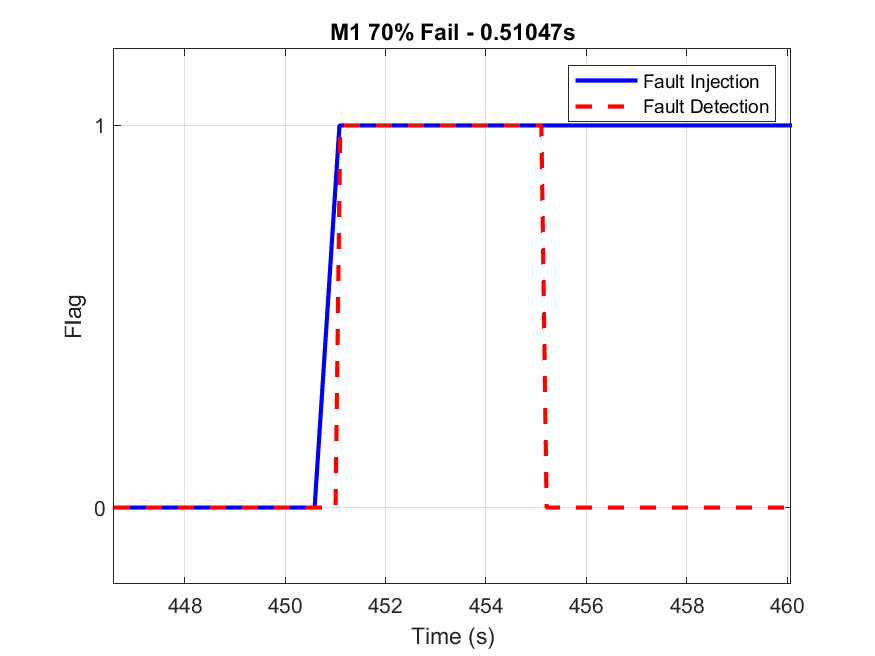 M1 70% Fail - 0.51047s
Fault Injection
Fault Detection
1
0
Flag
448 450 452 454 456 458 460
Time (s)